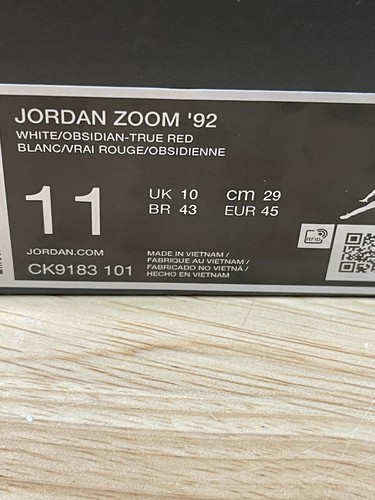 JORDAN ZOOM '92
WHITE/OBSIDIAN-TRUE RED
BLANC/VRAI ROUGE/OBSIDIENNE
11
UK 10 cm 29
BR 43 EUR 45
RFID
JORDAN.COM
CK9183 101
MADE IN VIETNAM /
FABRIQUE AU VIETNAM /
FABRICADO NO VIETNÃ /
HECHO EN VIETNAM